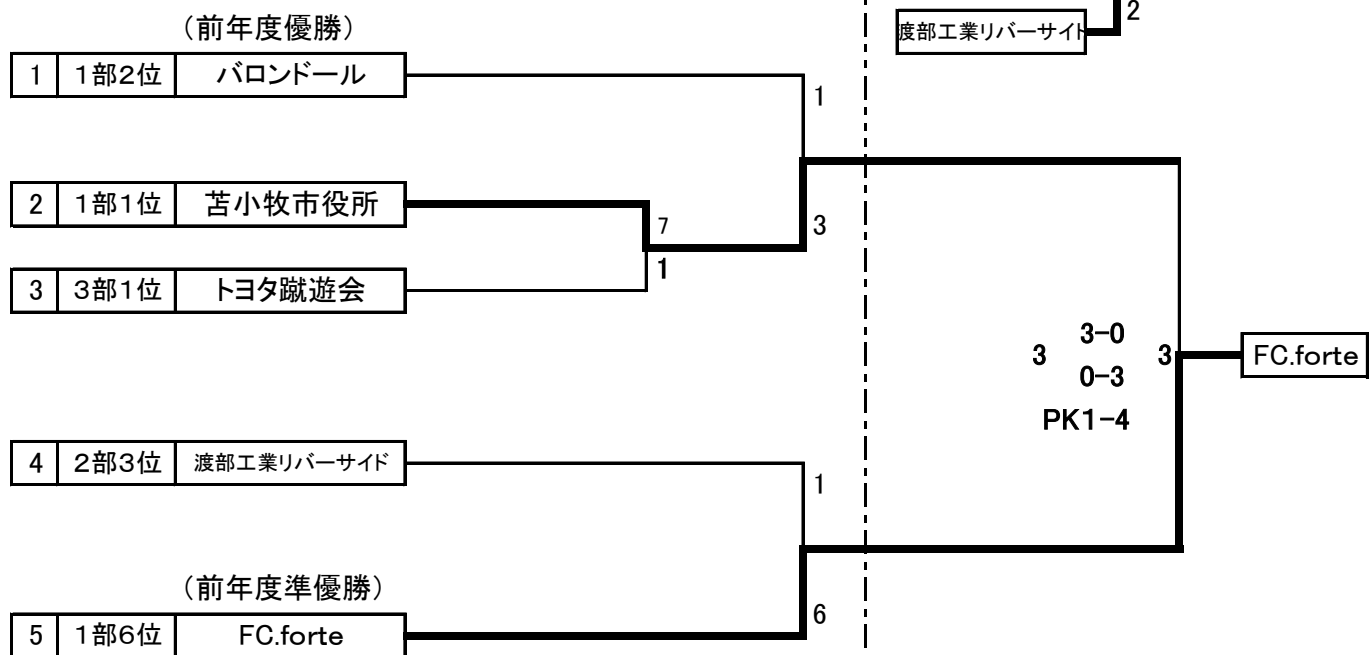 2
渡部工業リバーサイド
（前年度優勝）
1 1部2位 バロンドール
1
2 1部1位 苫小牧市役所
7
3
1
3 3部1位 トヨタ蹴遊会
3-0
3 3
0-3
PK1-4
FC.forte
4 2部3位 渡部工業リバーサイド
1
（前年度準優勝）
6
5 1部6位 FC.forte